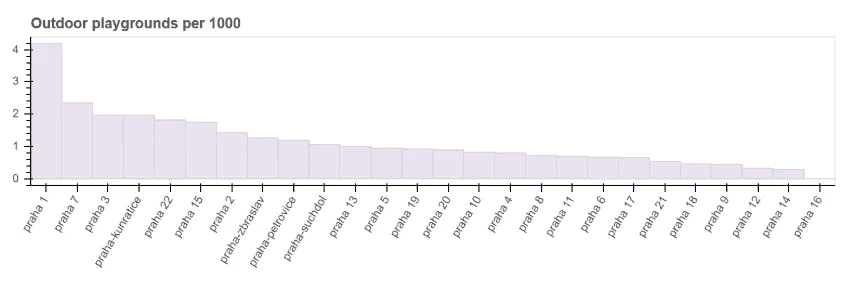 Outdoor playgrounds per 1000
4
3
2
1
0
praha 1
praha 7
praha 3
praha-kunratice
praha 22
praha 15
praha 2
praha-zbraslav
praha-petrovice
praha-suchdol
praha 13
praha 5
praha 19
praha 20
praha 10
praha 4
praha 8
praha 11
praha 6
praha 17
praha 21
praha 18
praha 9
praha 12
praha 14
praha 16